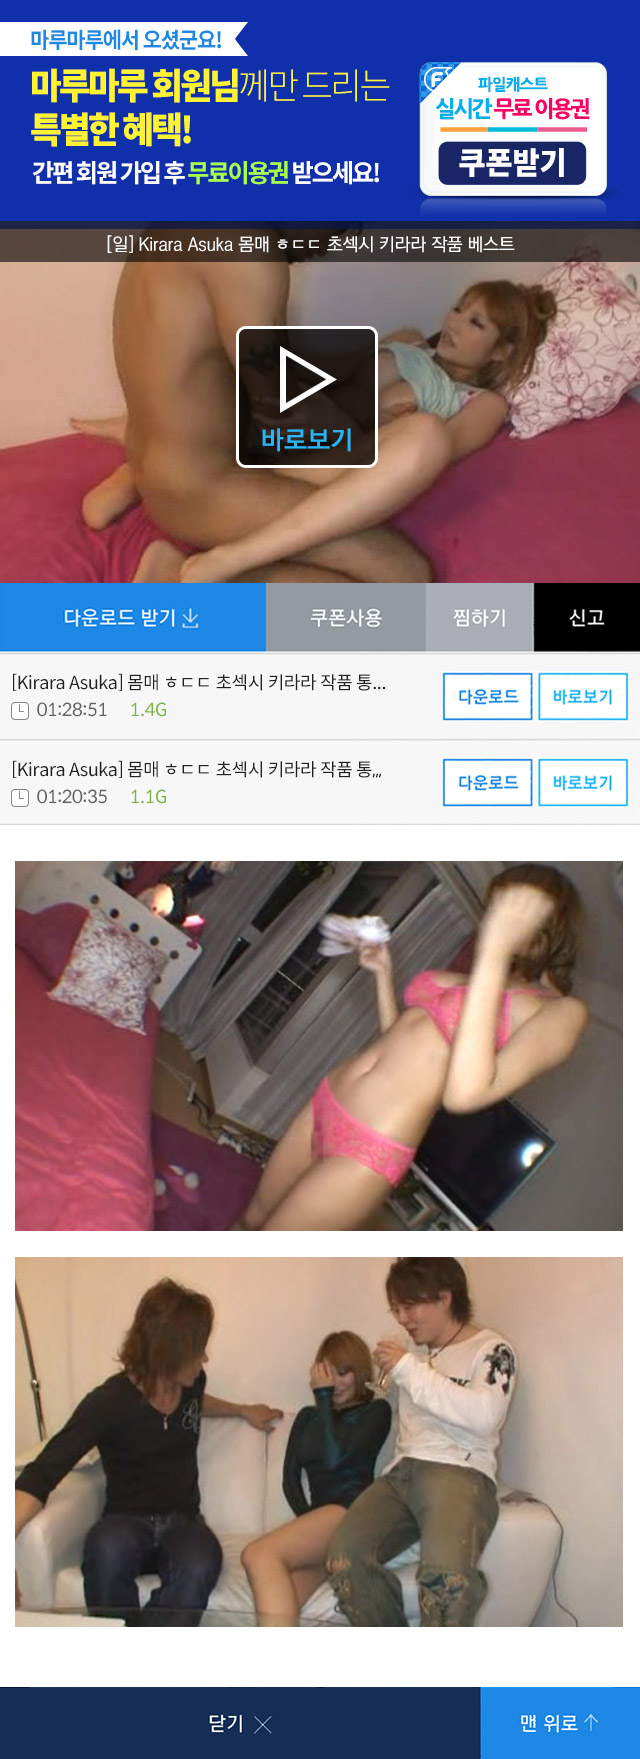 마루마루에서 오셨군요!
마루마루 회원님께만 드리는
특별한 혜택!
간편 회원 가입 후 무료이용권 받으세요!
파일캐스트
실시간 무료 이용권
쿠폰받기
[일] Kirara Asuka 몸매 ㅎㄷㄷ 초섹시 키라라 작품 베스트
바로보기
다운로드 받기 쿠폰사용 찜하기 신고
[Kirara Asuka] 몸매 ㅎㄷㄷ 초섹시 키라라 작품 통...
01:28:51 1.4G
다운로드 바로보기
[Kirara Asuka] 몸매 ㅎㄷㄷ 초섹시 키라라 작품 통,,,
01:20:35 1.1G
다운로드 바로보기
닫기 맨 위로